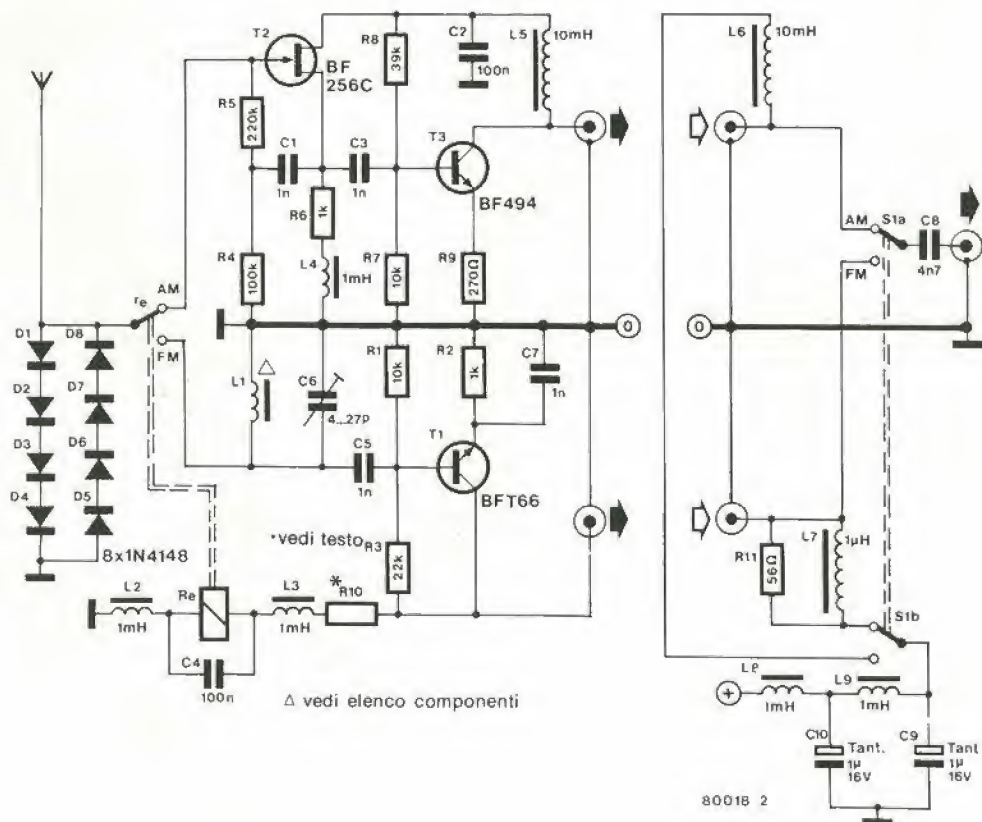 T2
BF
256C
R5
220k
R8
39k
C2
100n
L5
10mH
C1
1n
C3
1n
T3
BF494
R6
1k
R4
100k
L4
1mH
R7
10k
R9
270Ω
re
AM
FM
D1
D2
D3
D4
D8
D7
D6
D5
8x1N4148
L1
Δ
C6
4...27p
R1
10k
R2
1k
C7
1n
C5
1n
T1
BFT66
*vedi testo
R3
22k
0
L2
1mH
Re
C4
100n
L3
1mH
*
R10
Δ vedi elenco componenti
L6
10mH
AM
FM
S1a
C8
4n7
0
R11
56Ω
L7
1µH
S1b
+
L8
1mH
L9
1mH
C10
Tant.
1µ
16V
C9
Tant
1µ
16V
80018 2